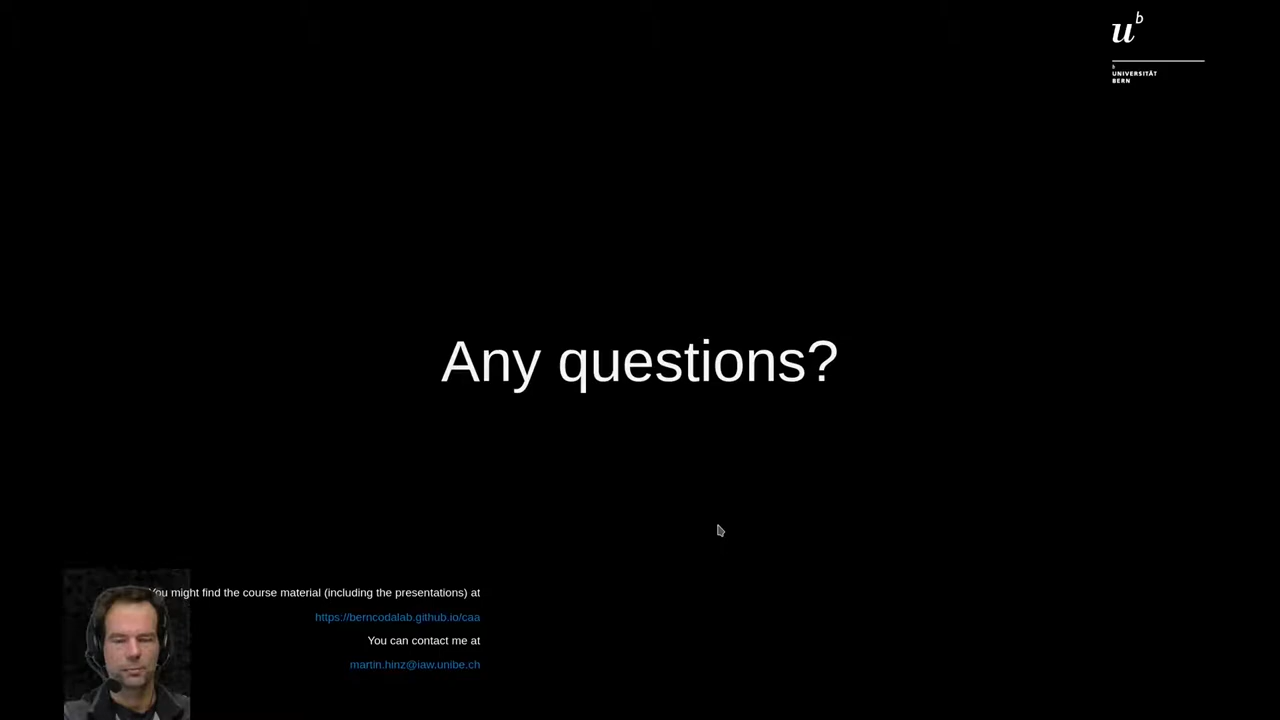 u^b
b
UNIVERSITÄT
BERN
Any questions?
You might find the course material (including the presentations) at
https://berncodalab.github.io/caa
You can contact me at
martin.hinz@iaw.unibe.ch